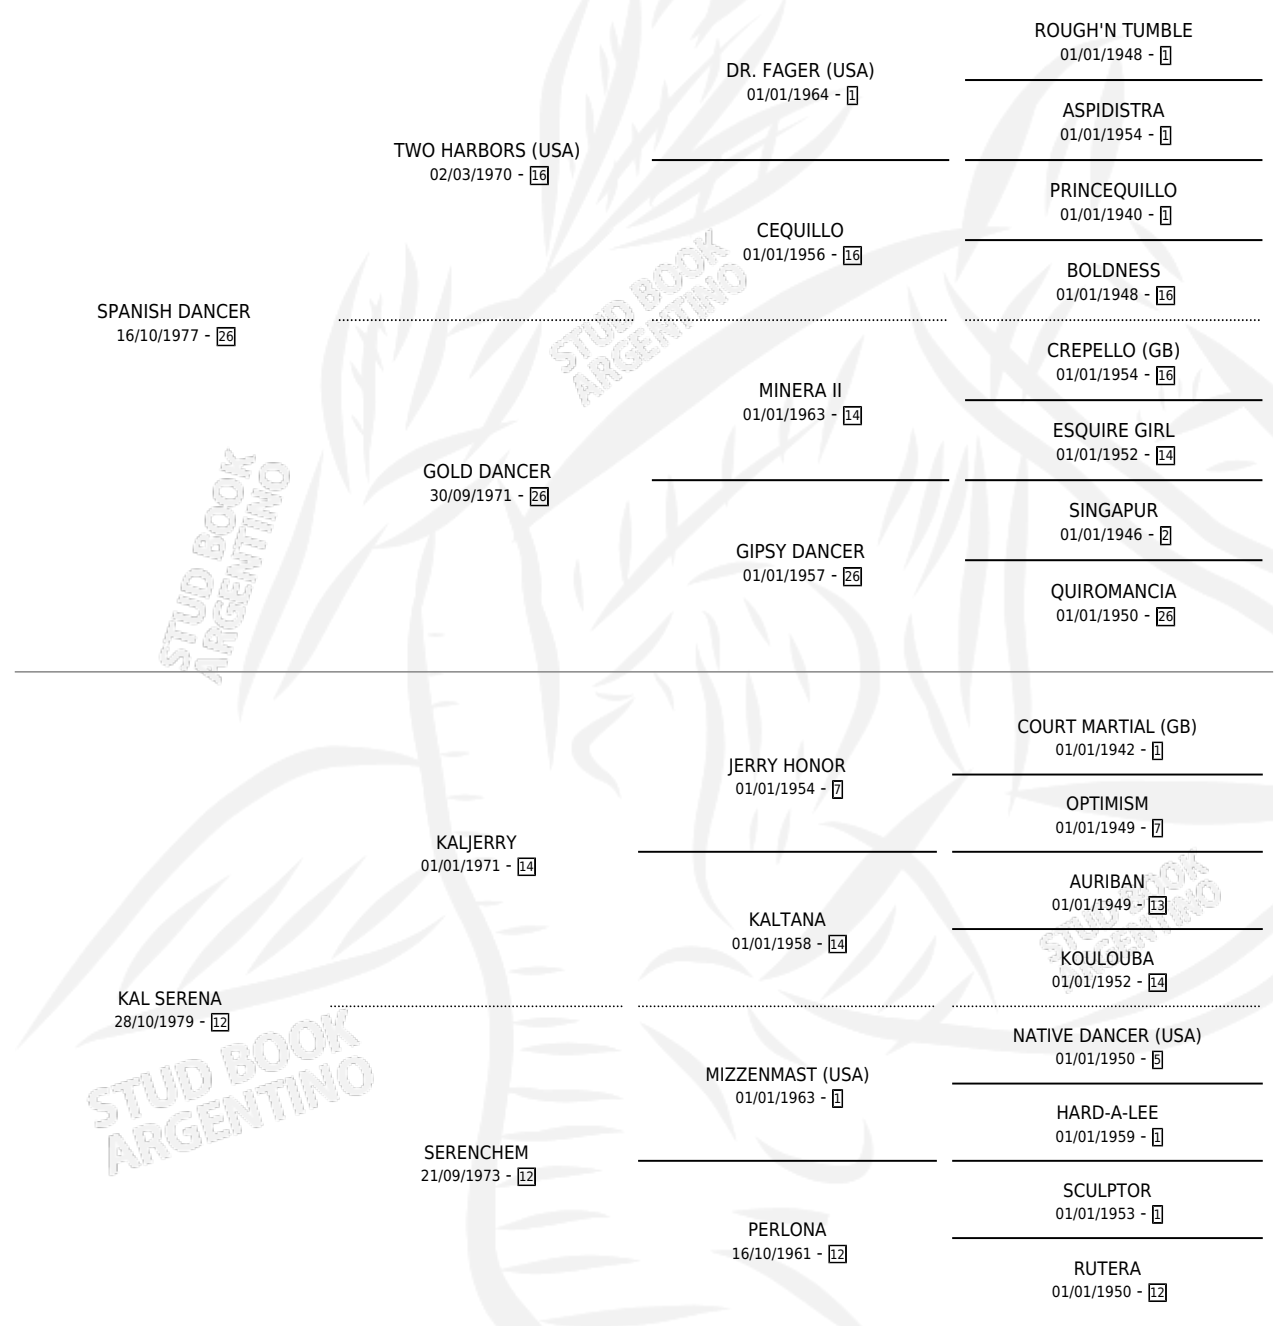 ROUGH'N TUMBLE
01/01/1948 - 1
DR. FAGER (USA)
01/01/1964 - 1
ASPIDISTRA
01/01/1954 - 1
TWO HARBORS (USA)
02/03/1970 - 16
PRINCEQUILLO
01/01/1940 - 1
CEQUILLO
01/01/1956 - 16
BOLDNESS
01/01/1948 - 16
SPANISH DANCER
16/10/1977 - 26
STUD BOOK
ARGENTINO
CREPELLO (GB)
01/01/1954 - 16
MINERA II
01/01/1963 - 14
ESQUIRE GIRL
01/01/1952 - 14
GOLD DANCER
30/09/1971 - 26
STUD BOOK
ARGENTINO
SINGAPUR
01/01/1946 - 2
GIPSY DANCER
01/01/1957 - 26
QUIROMANCIA
01/01/1950 - 26
COURT MARTIAL (GB)
01/01/1942 - 1
JERRY HONOR
01/01/1954 - 7
OPTIMISM
01/01/1949 - 7
KALJERRY
01/01/1971 - 14
AURIBAN
01/01/1949 - 13
STUD BOOK
ARGENTINO
KALTANA
01/01/1958 - 14
KOULOUBA
01/01/1952 - 14
KAL SERENA
28/10/1979 - 12
STUD BOOK
ARGENTINO
NATIVE DANCER (USA)
01/01/1950 - 5
MIZZENMAST (USA)
01/01/1963 - 1
HARD-A-LEE
01/01/1959 - 1
SERENCHEM
21/09/1973 - 12
SCULPTOR
01/01/1953 - 1
PERLONA
16/10/1961 - 12
RUTERA
01/01/1950 - 12